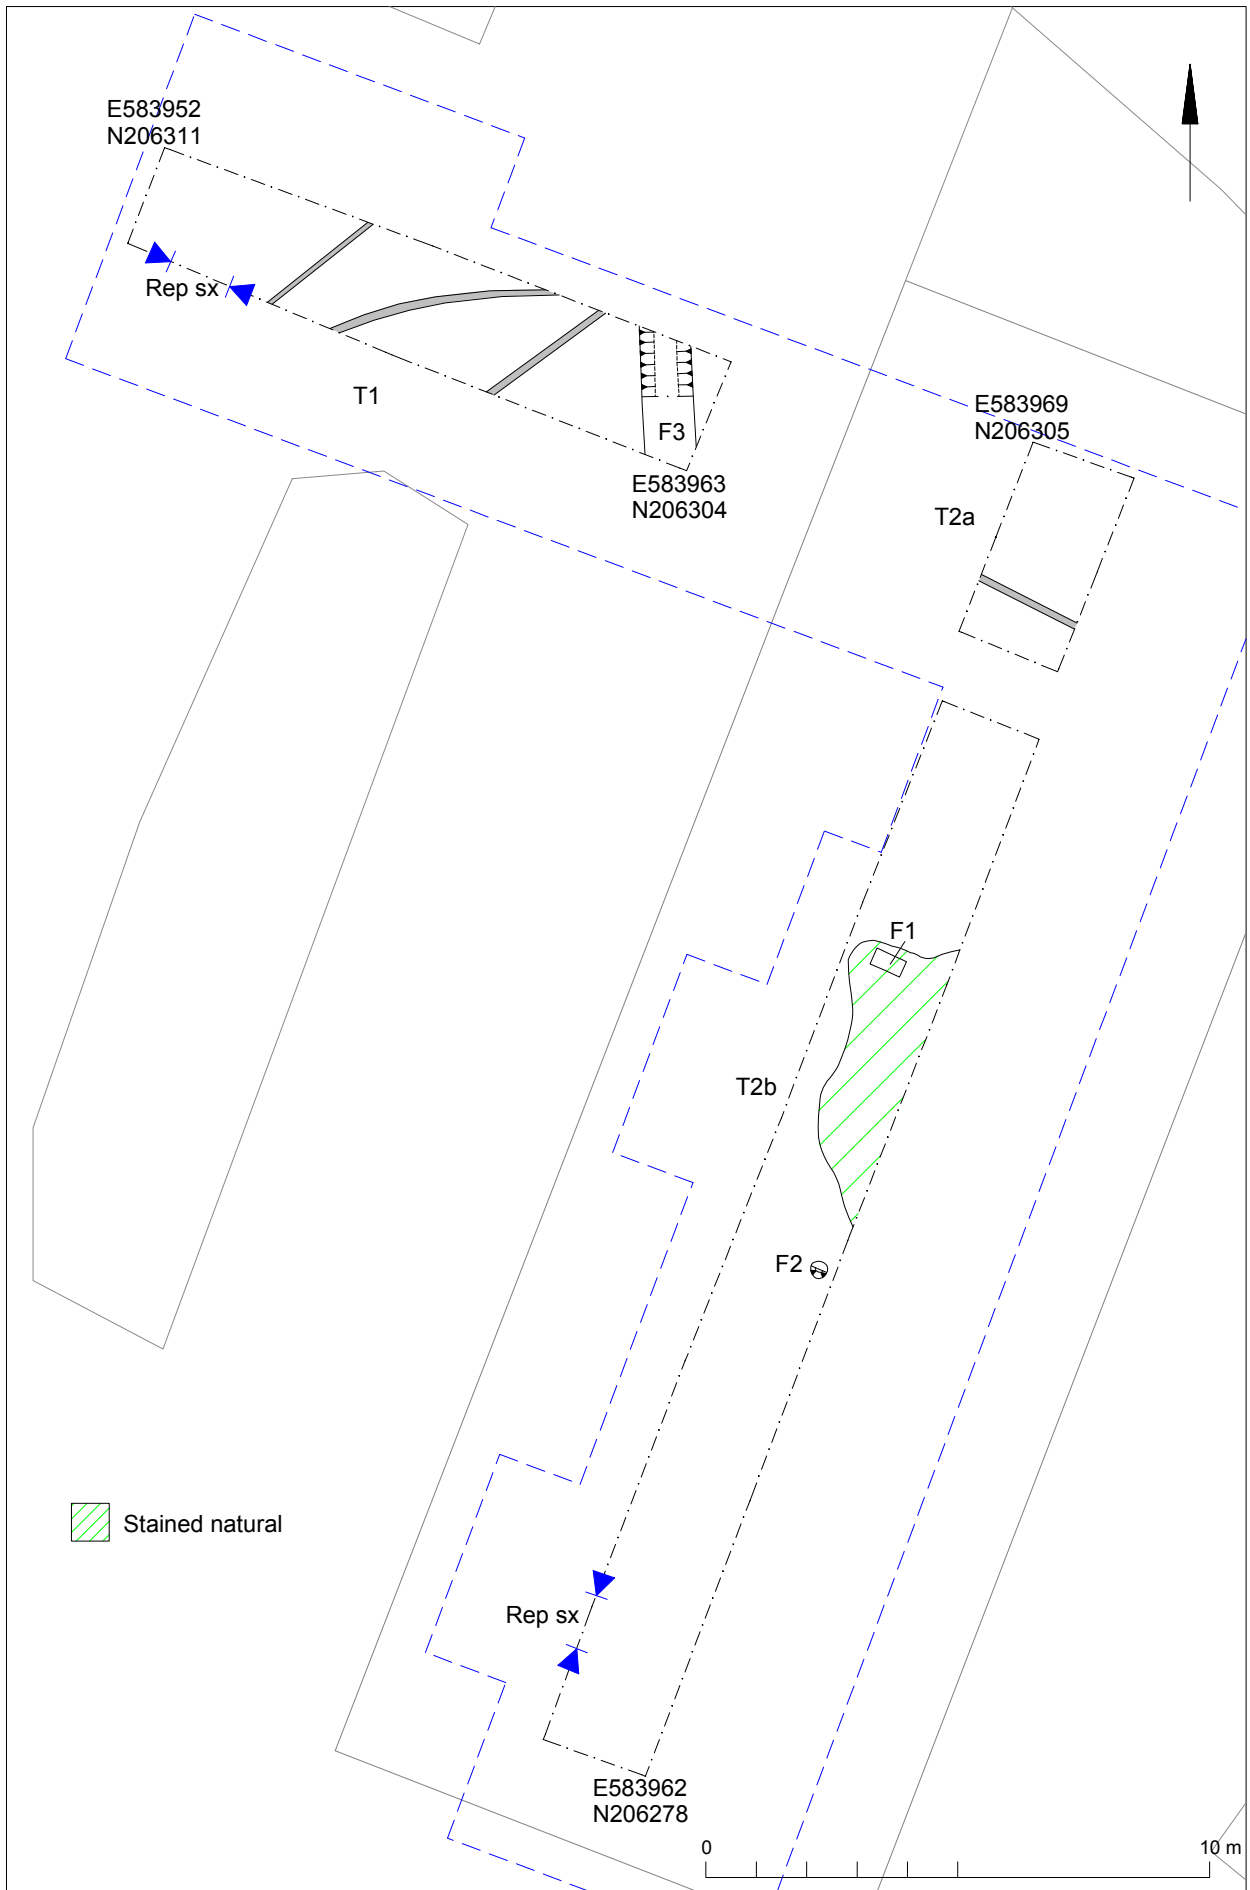 E583952
N206311
Rep sx
T1
F3
E583963
N206304
E583969
N206305
T2a
F1
T2b
F2
Stained natural
Rep sx
E583962
N206278
0
10 m